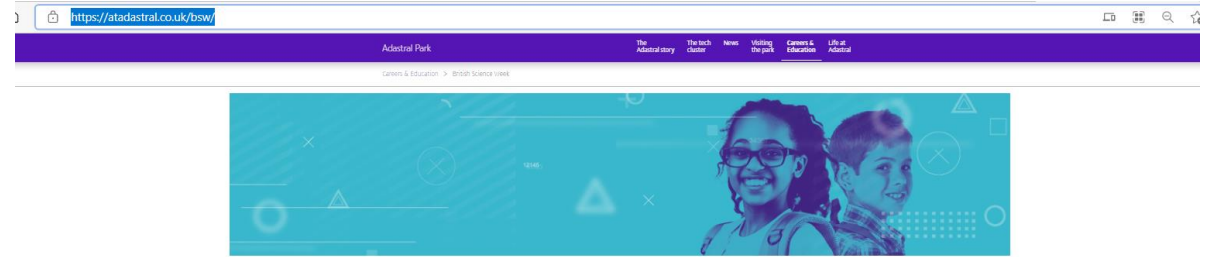 https://atadastral.co.uk/bsw/
Adastral Park
The Adastral story
The tech cluster
News
Visiting the park
Careers & Education
Life at Adastral
Careers & Education > British Science Week